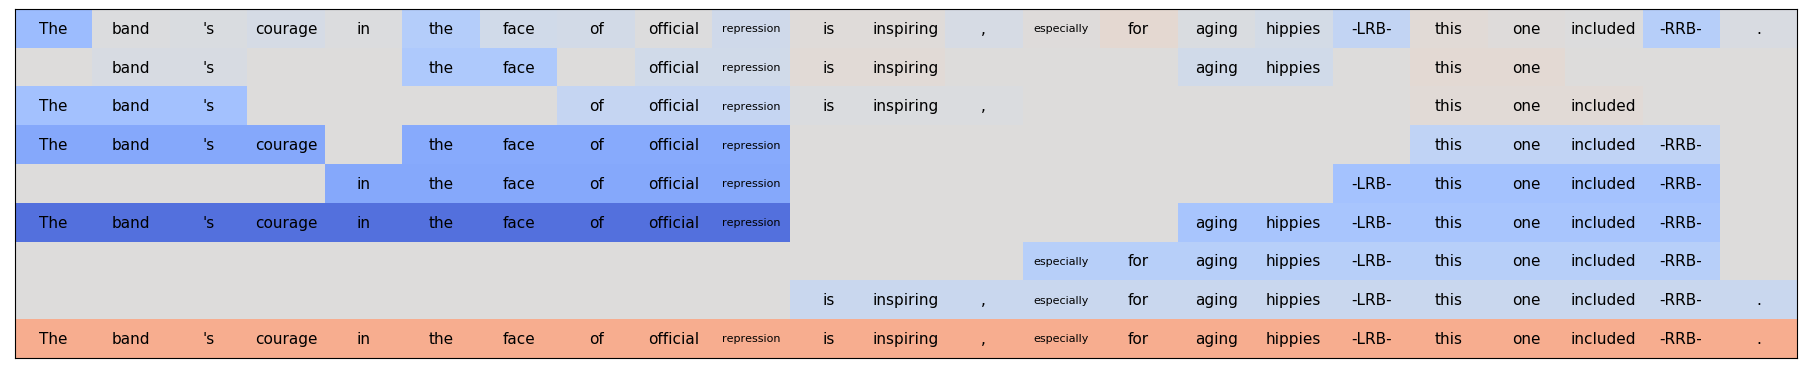 The band 's courage in the face of official repression is inspiring , especially for aging hippies -LRB- this one included -RRB- .
band 's the face official repression is inspiring aging hippies this one
The band 's of official repression is inspiring , this one included
The band 's courage the face of official repression this one included -RRB-
in the face of official repression -LRB- this one included -RRB-
The band 's courage in the face of official repression aging hippies -LRB- this one included -RRB-
especially for aging hippies -LRB- this one included -RRB-
is inspiring , especially for aging hippies -LRB- this one included -RRB- .
The band 's courage in the face of official repression is inspiring , especially for aging hippies -LRB- this one included -RRB- .